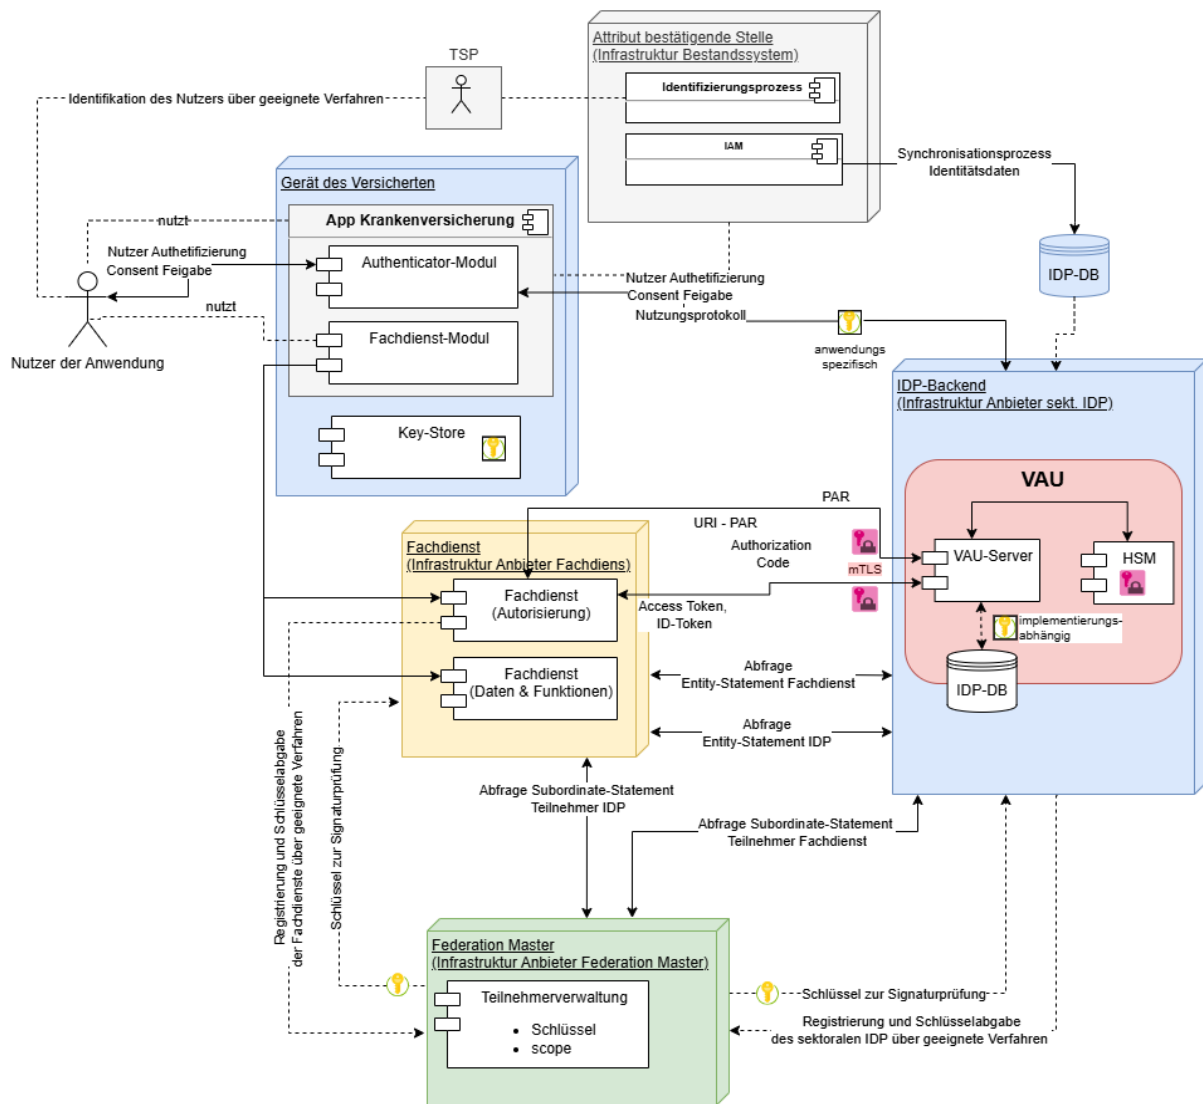 Attribut bestätigende Stelle
(Infrastruktur Bestandssystem)
TSP
Identifizierungsprozess
Identifikation des Nutzers über geeignete Verfahren
IAM
Synchronisationsprozess
Identitätsdaten
Gerät des Versicherten
App Krankenversicherung
nutzt
Nutzer Authetifizierung
Consent Feigabe
Authenticator-Modul
IDP-DB
Nutzer Authetifizierung
Consent Feigabe
Nutzungsprotokoll
nutzt
Fachdienst-Modul
anwendungs
spezifisch
Nutzer der Anwendung
IDP-Backend
(Infrastruktur Anbieter sekt. IDP)
Key-Store
VAU
PAR
URI - PAR
Fachdienst
(Infrastruktur Anbieter Fachdiens)
Authorization
Code
mTLS
VAU-Server
HSM
Fachdienst
(Autorisierung)
Access Token,
ID-Token
implementierungs-
abhängig
Fachdienst
(Daten & Funktionen)
Abfrage
Entity-Statement Fachdienst
IDP-DB
Abfrage
Entity-Statement IDP
Registrierung und Schlüsselabgabe
der Fachdienste über geeignete Verfahren
Schlüssel zur Signaturprüfung
Abfrage Subordinate-Statement
Teilnehmer IDP
Abfrage Subordinate-Statement
Teilnehmer Fachdienst
Federation Master
(Infrastruktur Anbieter Federation Master)
Teilnehmerverwaltung
• Schlüssel
• scope
Schlüssel zur Signaturprüfung
Registrierung und Schlüsselabgabe
des sektoralen IDP über geeignete Verfahren